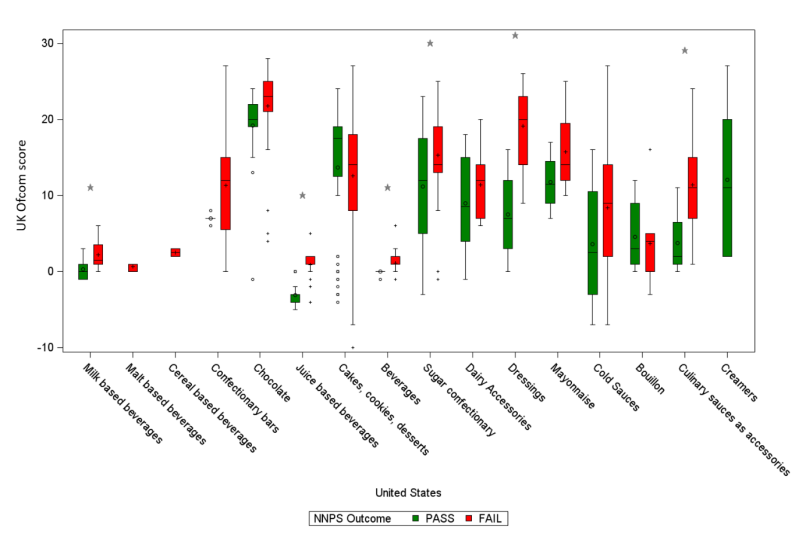 30
20
10
0
-10
UK Ofcom score
Milk based beverages
Malt based beverages
Cereal based beverages
Confectionary bars
Chocolate
Juice based beverages
Cakes, cookies, desserts
Beverages
Sugar confectionary
Dairy Accessories
Dressings
Mayonnaise
Cold Sauces
Bouillon
Culinary sauces as accessories
Creamers
United States
NNPS Outcome PASS FAIL